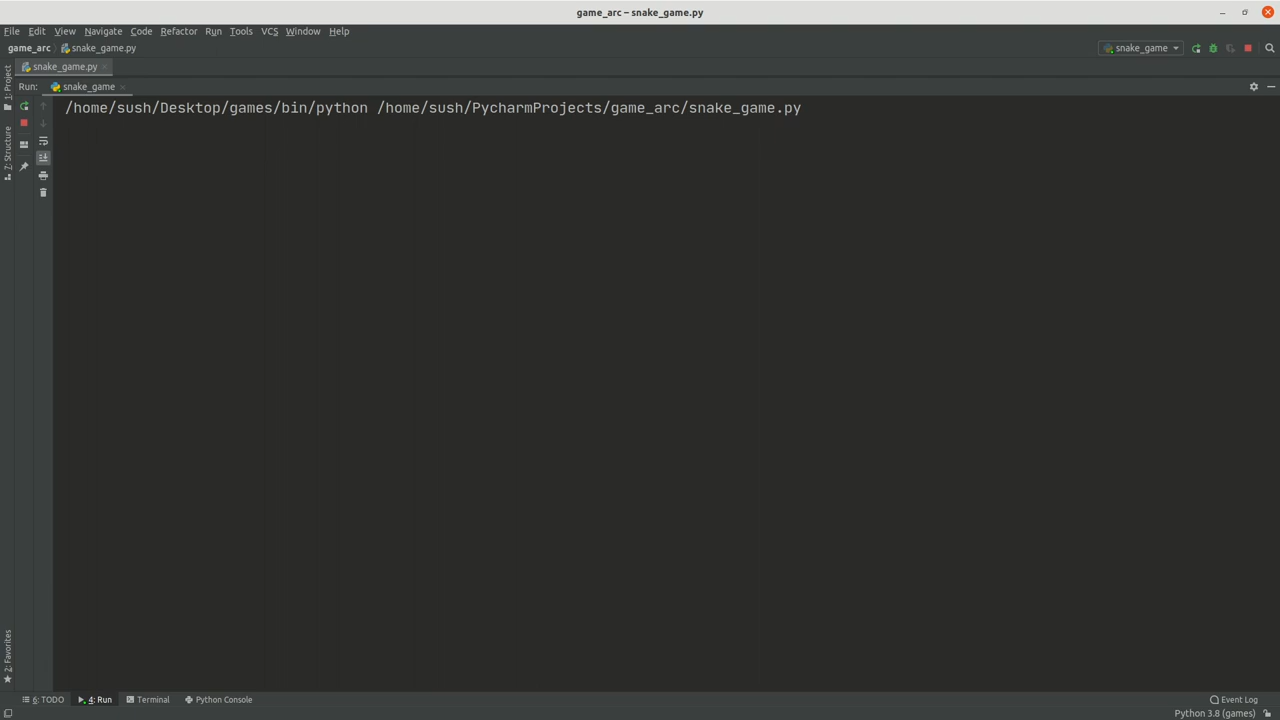 game_arc – snake_game.py
File Edit View Navigate Code Refactor Run Tools VCS Window Help
game_arc snake_game.py snake_game
snake_game.py
Run: snake_game
/home/sush/Desktop/games/bin/python /home/sush/PycharmProjects/game_arc/snake_game.py
1: Project
7: Structure
2: Favorites
6: TODO 4: Run Terminal Python Console Event Log
Python 3.8 (games)